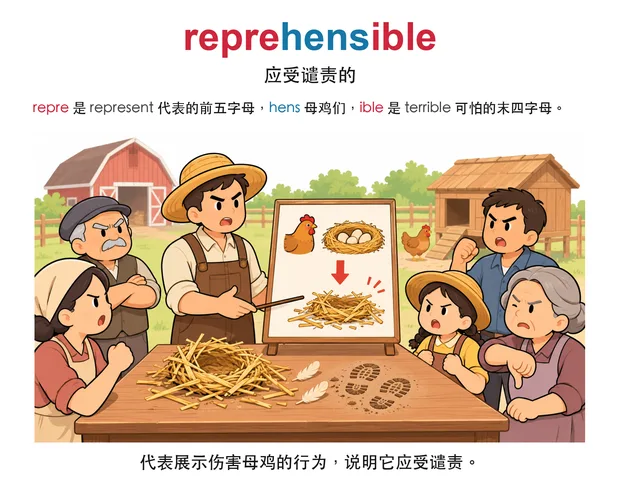 reprehensible
应受谴责的
repre 是 represent 代表的前五字母，hens 母鸡们，ible 是 terrible 可怕的末四字母。
代表展示伤害母鸡的行为，说明它应受谴责。